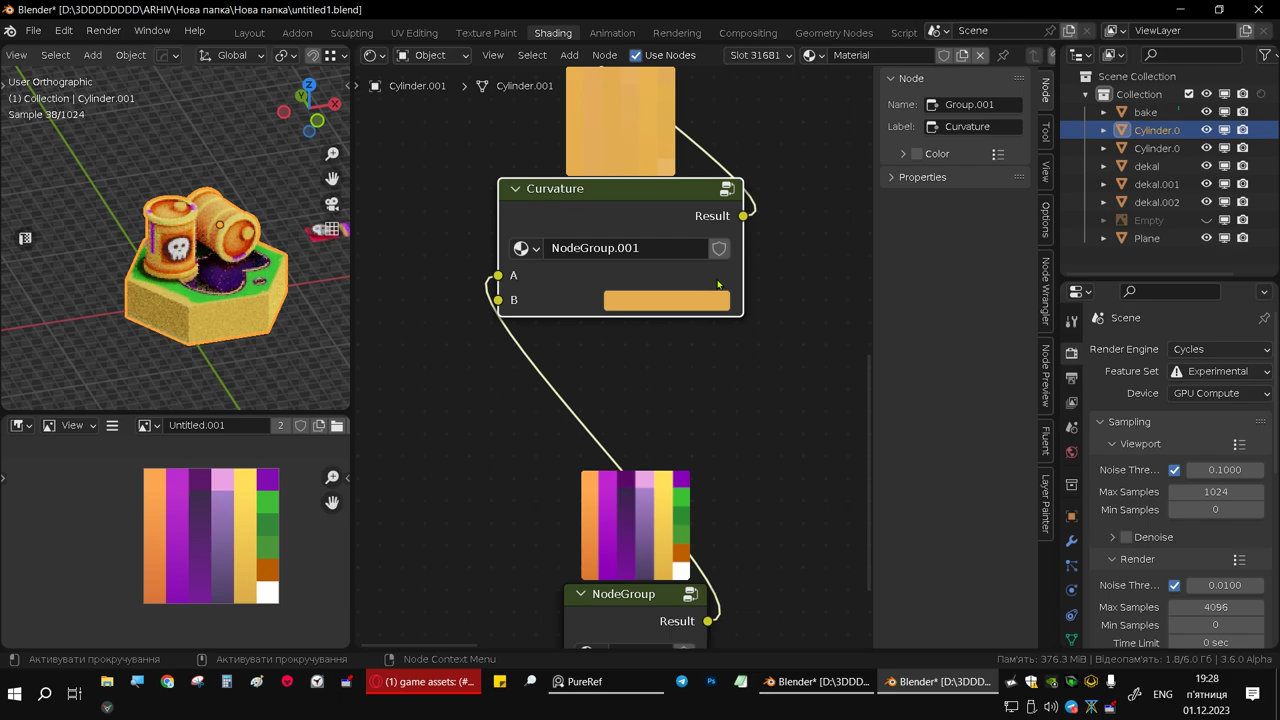 Blender* [D:\3DDDDDDDD\ARHIV\Нова папка\Нова папка\untitled1.blend]
File Edit Render Window Help Layout Addon Sculpting UV Editing Texture Paint Shading Animation Rendering Compositing Geometry Nodes Script Scene ViewLayer
View Select Add Object Global Object View Select Add Node Use Nodes Slot 316B1 Material
User Orthographic
(1) Collection | Cylinder.001
Sample 38/1024
Cylinder.001 > Cylinder.001
Z
X
Y
Curvature
Result
NodeGroup.001
A
B
NodeGroup
Result
Node
Name: Group.001
Label: Curvature
Color
Properties
Node
Tool
View
Options
Node Wrangler
Node Preview
Fluent
Layer Painter
Scene Collection
Collection
bake
Cylinder.0
Cylinder.0
dekal
dekal.001
dekal.002
Empty
Plane
Scene
Render Engine Cycles
Feature Set Experimental
Device GPU Compute
Sampling
Viewport
Noise Thre... 0.1000
Max Samples 1024
Min Samples 0
Denoise
Render
Noise Thre... 0.0100
Max Samples 4096
Min Samples 0
Time Limit 0 sec
View Untitled.001 2
Активувати прокручування Активувати прокручування Node Context Menu Пам'ять: 376.3 MiB | Відеопам'ять: 1.8/6.0 Гі | 3.6.0 Alpha
(1) game assets: (#... PureRef Blender* [D:\3DDD... Blender* [D:\3DDD...
ENG
19:28
п'ятниця
01.12.2023